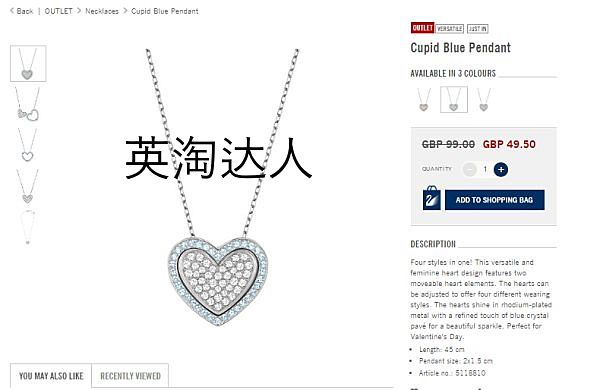 Back | OUTLET > Necklaces > Cupid Blue Pendant
OUTLET VERSATILE JUST IN
Cupid Blue Pendant
AVAILABLE IN 3 COLOURS
英淘达人
GBP 99.00 GBP 49.50
QUANTITY − 1 +
ADD TO SHOPPING BAG
DESCRIPTION
Four styles in one! This versatile and
feminine heart design features two
moveable heart elements. The hearts can
be adjusted to offer four different wearing
styles. The hearts shine in rhodium-plated
metal with a refined touch of blue crystal
pavé for a beautiful sparkle. Perfect for
Valentine's Day.
• Length: 45 cm
• Pendant size: 2x1.5 cm
• Article no.: 5118810
YOU MAY ALSO LIKE RECENTLY VIEWED